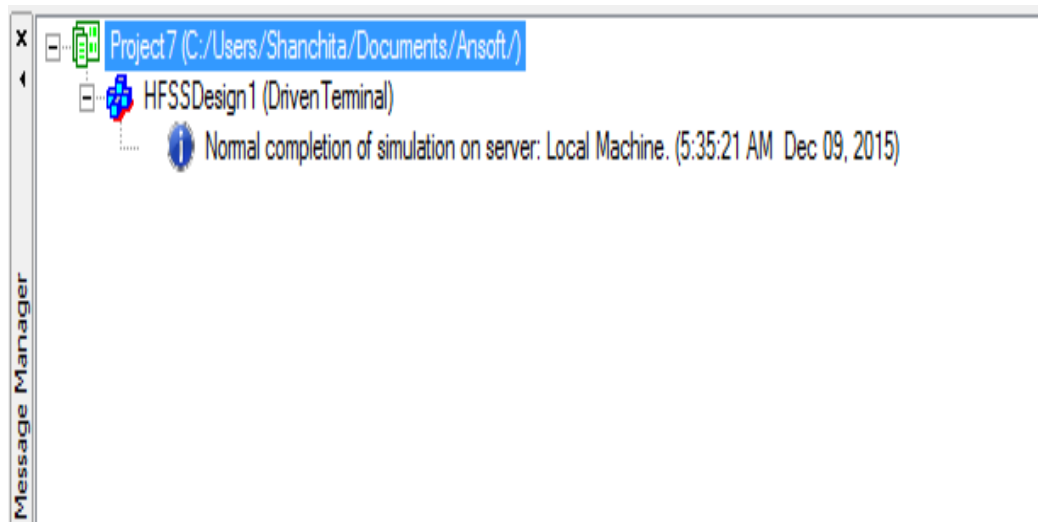 Project7 (C:/Users/Shanchita/Documents/Ansoft/)
HFSSDesign1 (DrivenTerminal)
Normal completion of simulation on server: Local Machine. (5:35:21 AM  Dec 09, 2015)
Message Manager